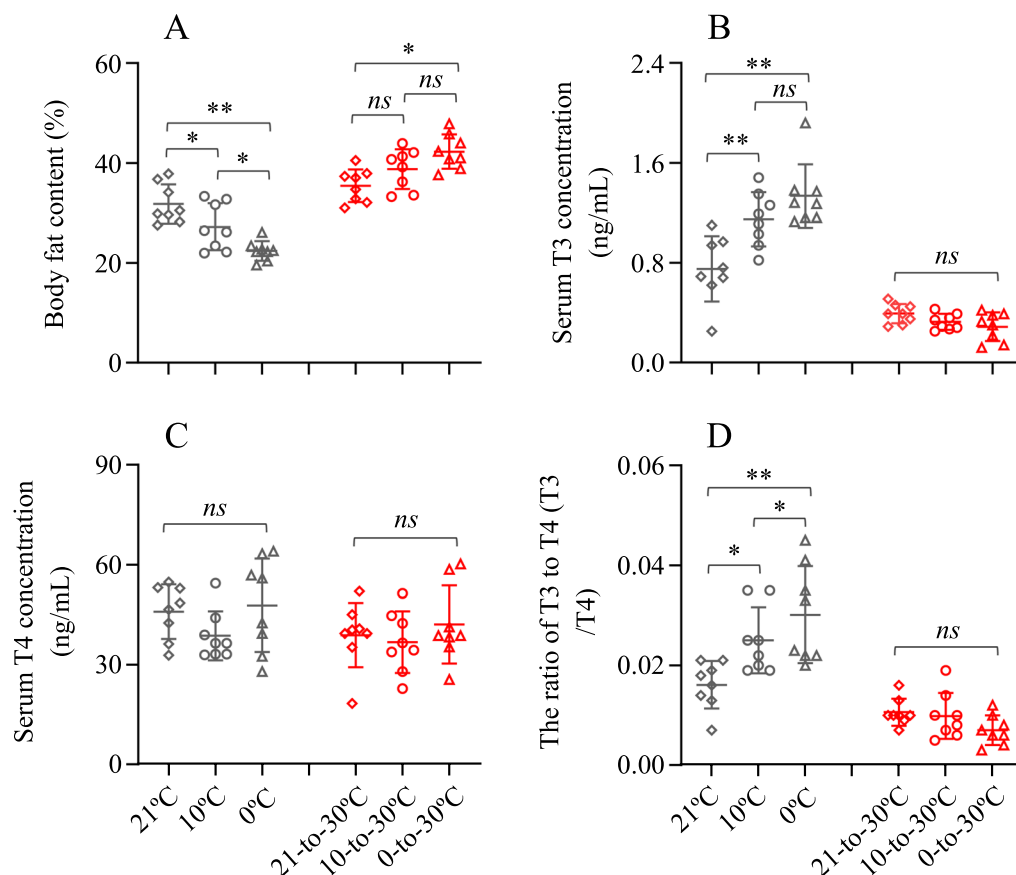 A
Body fat content (%)
60
40
20
0
**
*
*
*
ns
ns
B
Serum T3 concentration
(ng/mL)
2.4
1.6
0.8
0.0
**
ns
**
ns
C
Serum T4 concentration
(ng/mL)
90
60
30
0
ns
ns
21ºC
10ºC
0ºC
21-to-30ºC
10-to-30ºC
0-to-30ºC
D
The ratio of T3 to T4 (T3
/T4)
0.06
0.04
0.02
0.00
**
*
*
ns
21ºC
10ºC
0ºC
21-to-30ºC
10-to-30ºC
0-to-30ºC